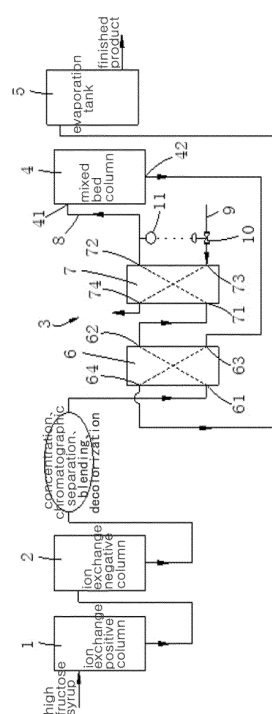 high
fructose
syrup
1
ion exchange
positive column
2
ion exchange
negative column
concentration、
chromatographic
separation、
blending、
decolorization
3
6
61
62
63
64
7
71
72
73
74
8
9
10
11
41
4
mixed bed
column
42
5
evaporation
tank
finished
product